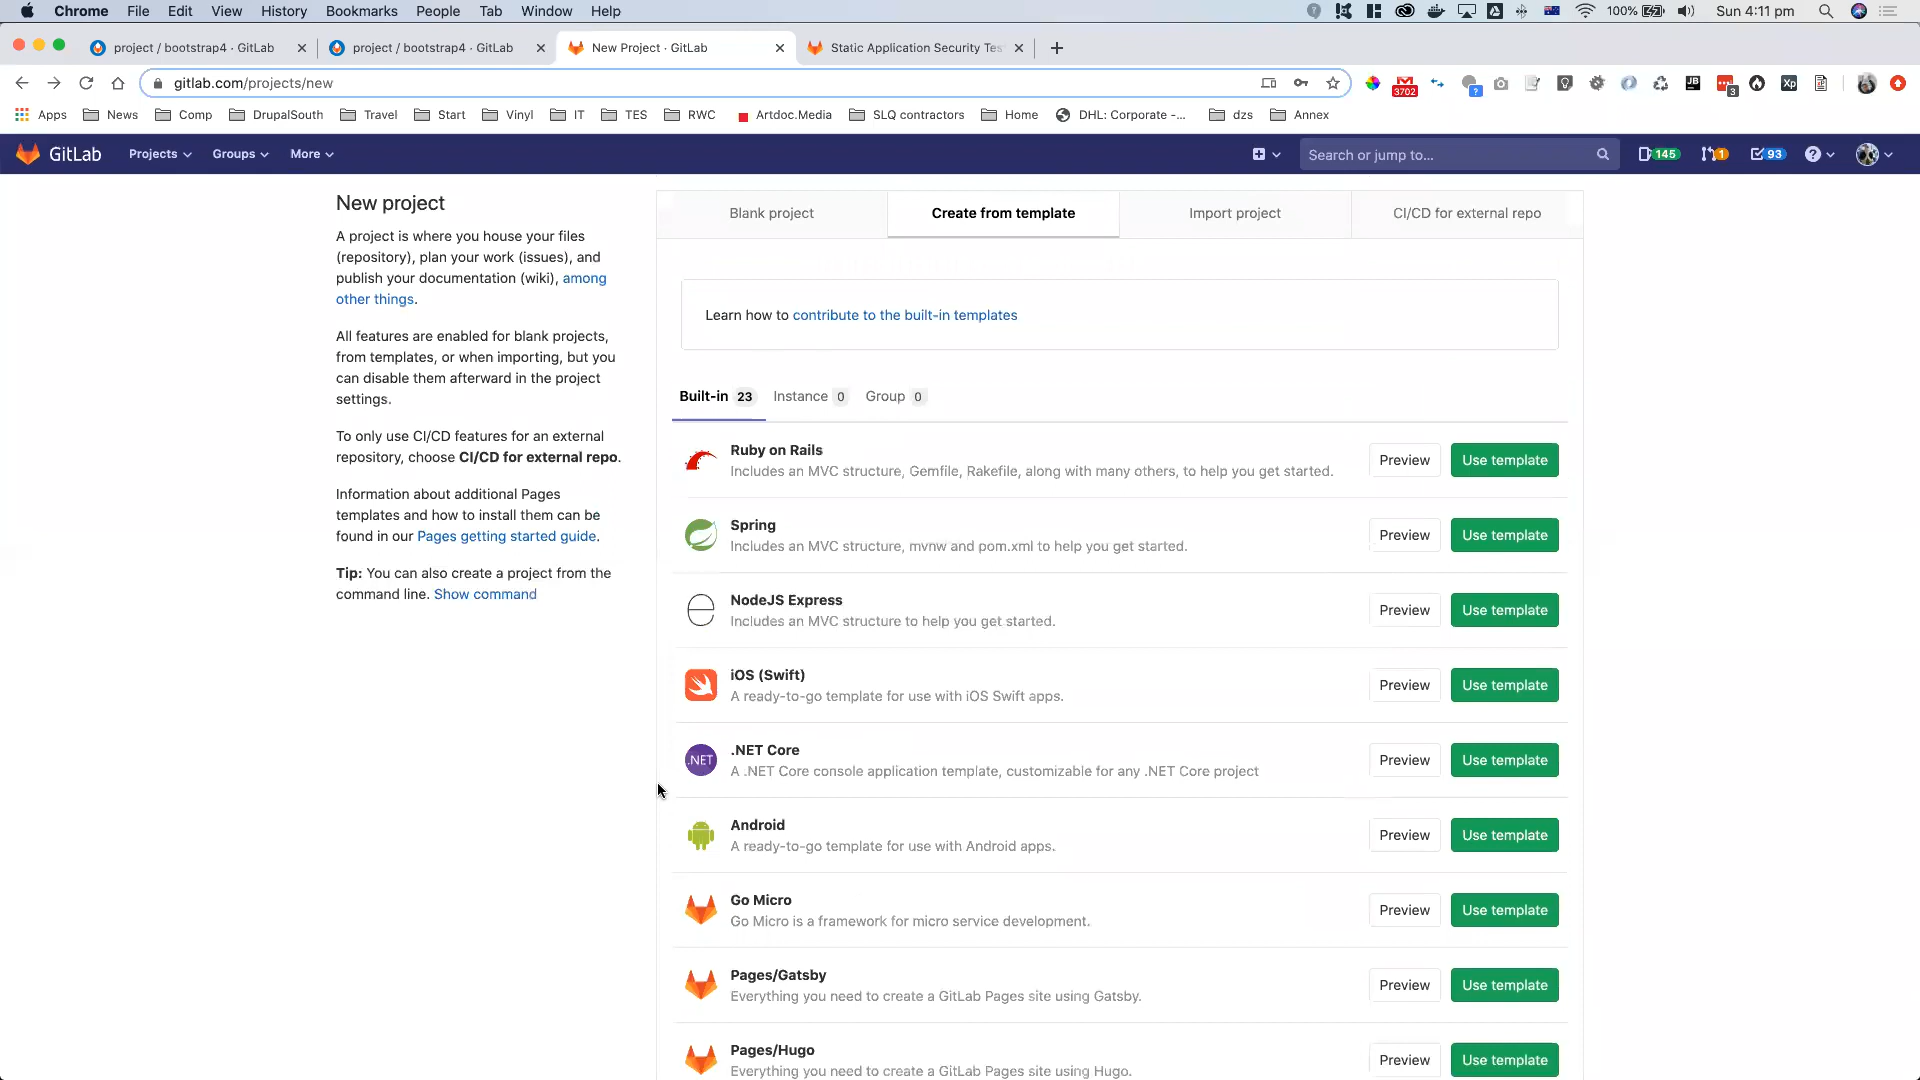 Chrome File Edit View History Bookmarks People Tab Window Help 100% Sun 4:11 pm
project / bootstrap4 · GitLab project / bootstrap4 · GitLab New Project · GitLab Static Application Security Tes
gitlab.com/projects/new 3702 ? JB 3 Xp
Apps News Comp DrupalSouth Travel Start Vinyl IT TES RWC Artdoc.Media SLQ contractors Home DHL: Corporate -... dzs Annex
GitLab Projects Groups More Search or jump to... 145 1 93 ?
New project
A project is where you house your files
(repository), plan your work (issues), and
publish your documentation (wiki), among
other things.
All features are enabled for blank projects,
from templates, or when importing, but you
can disable them afterward in the project
settings.
To only use CI/CD features for an external
repository, choose CI/CD for external repo.
Information about additional Pages
templates and how to install them can be
found in our Pages getting started guide.
Tip: You can also create a project from the
command line. Show command
Blank project Create from template Import project CI/CD for external repo
Learn how to contribute to the built-in templates
Built-in 23 Instance 0 Group 0
Ruby on Rails
Includes an MVC structure, Gemfile, Rakefile, along with many others, to help you get started.
Preview Use template
Spring
Includes an MVC structure, mvnw and pom.xml to help you get started.
Preview Use template
NodeJS Express
Includes an MVC structure to help you get started.
Preview Use template
iOS (Swift)
A ready-to-go template for use with iOS Swift apps.
Preview Use template
.NET
.NET Core
A .NET Core console application template, customizable for any .NET Core project
Preview Use template
Android
A ready-to-go template for use with Android apps.
Preview Use template
Go Micro
Go Micro is a framework for micro service development.
Preview Use template
Pages/Gatsby
Everything you need to create a GitLab Pages site using Gatsby.
Preview Use template
Pages/Hugo
Everything you need to create a GitLab Pages site using Hugo.
Preview Use template